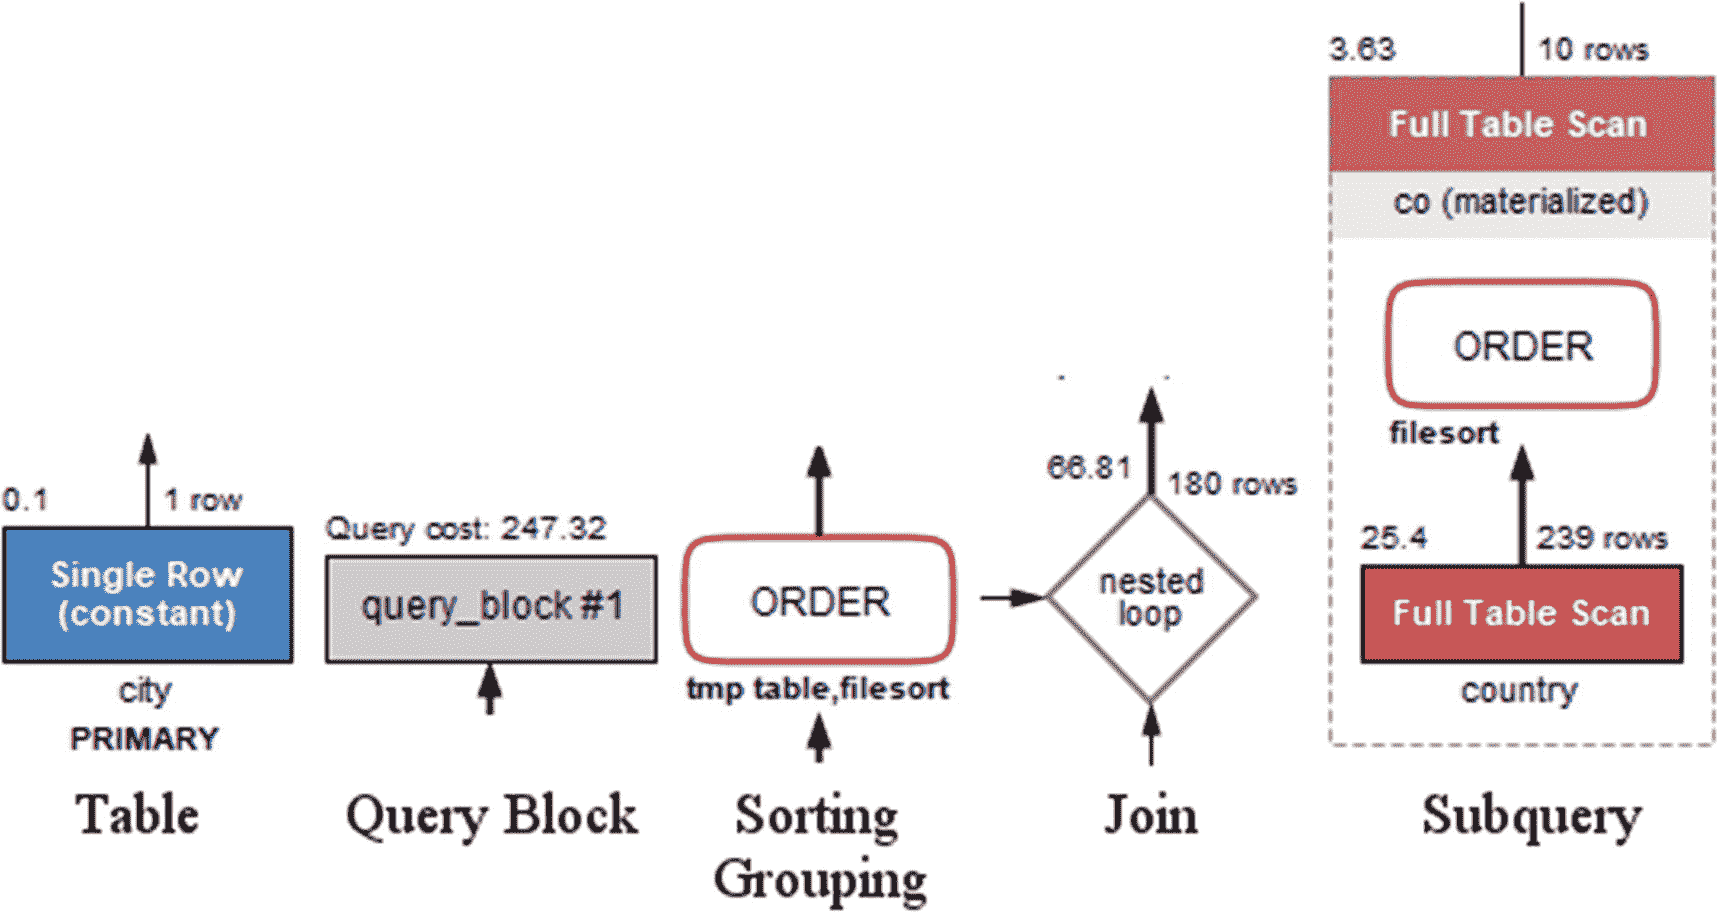 0.1
1 row
Single Row
(constant)
city
PRIMARY
Table
Query cost: 247.32
query_block #1
Query Block
ORDER
tmp table,filesort
Sorting
Grouping
66.81
180 rows
nested
loop
Join
3.63
10 rows
Full Table Scan
co (materialized)
ORDER
filesort
25.4
239 rows
Full Table Scan
country
Subquery